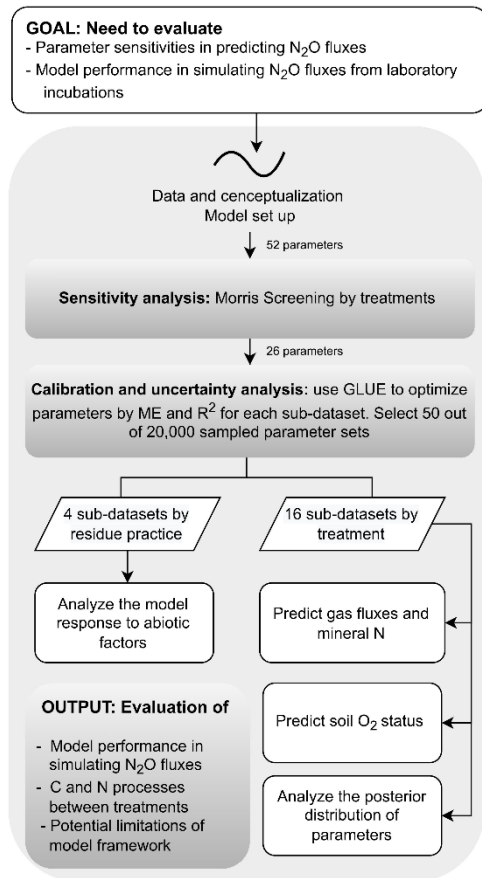 GOAL: Need to evaluate
- Parameter sensitivities in predicting N₂O fluxes
- Model performance in simulating N₂O fluxes from laboratory
incubations
Data and cenceptualization
Model set up
52 parameters
Sensitivity analysis: Morris Screening by treatments
26 parameters
Calibration and uncertainty analysis: use GLUE to optimize
parameters by ME and R² for each sub-dataset. Select 50 out
of 20,000 sampled parameter sets
4 sub-datasets by
residue practice
16 sub-datasets by
treatment
Analyze the model
response to abiotic
factors
Predict gas fluxes and
mineral N
Predict soil O₂ status
Analyze the posterior
distribution of
parameters
OUTPUT: Evaluation of
- Model performance in
simulating N₂O fluxes
- C and N processes
between treatments
- Potential limitations of
model framework